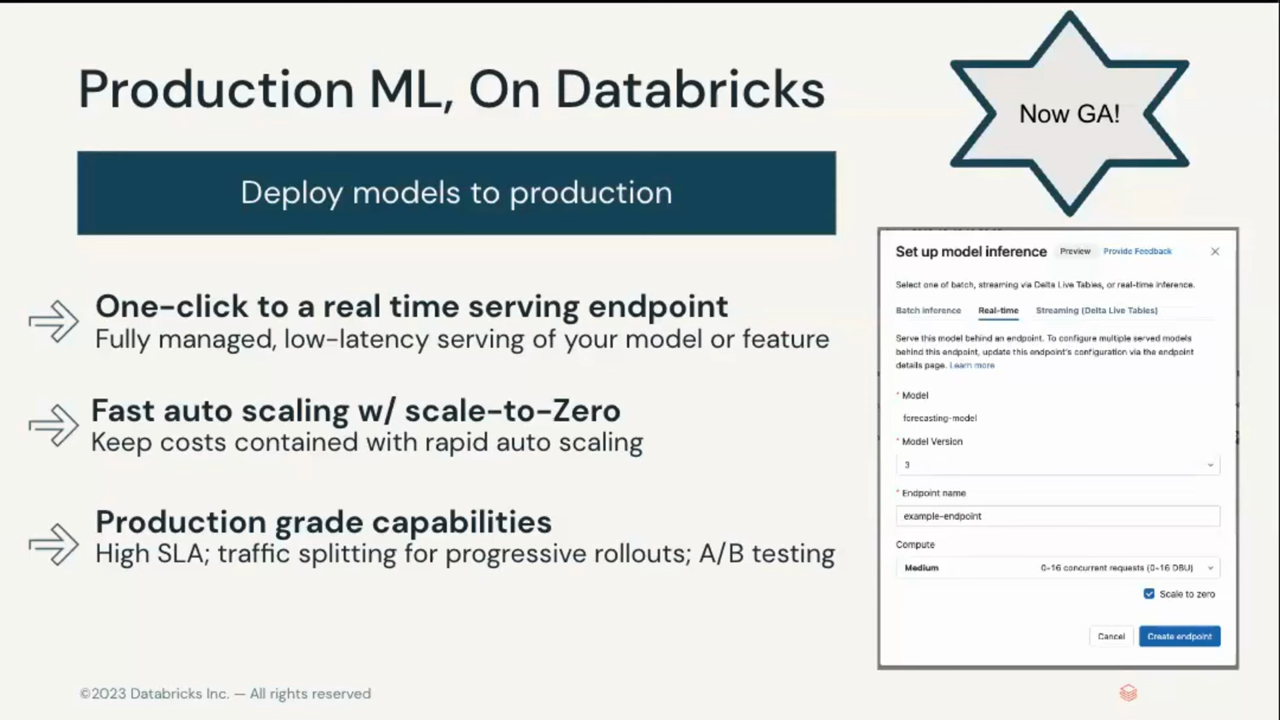 Production ML, On Databricks
Now GA!
Deploy models to production
One-click to a real time serving endpoint
Fully managed, low-latency serving of your model or feature
Fast auto scaling w/ scale-to-Zero
Keep costs contained with rapid auto scaling
Production grade capabilities
High SLA; traffic splitting for progressive rollouts; A/B testing
Set up model inference Preview Provide Feedback
Select one of batch, streaming via Delta Live Tables, or real-time inference.
Batch inference Real-time Streaming (Delta Live Tables)
Serve this model behind an endpoint. To configure multiple served models
behind this endpoint, update this endpoint's configuration via the endpoint
details page. Learn more
* Model
forecasting-model
* Model Version
3
* Endpoint name
example-endpoint
Compute
Medium 0-16 concurrent requests (0-16 DBU)
Scale to zero
Cancel Create endpoint
©2023 Databricks Inc. — All rights reserved